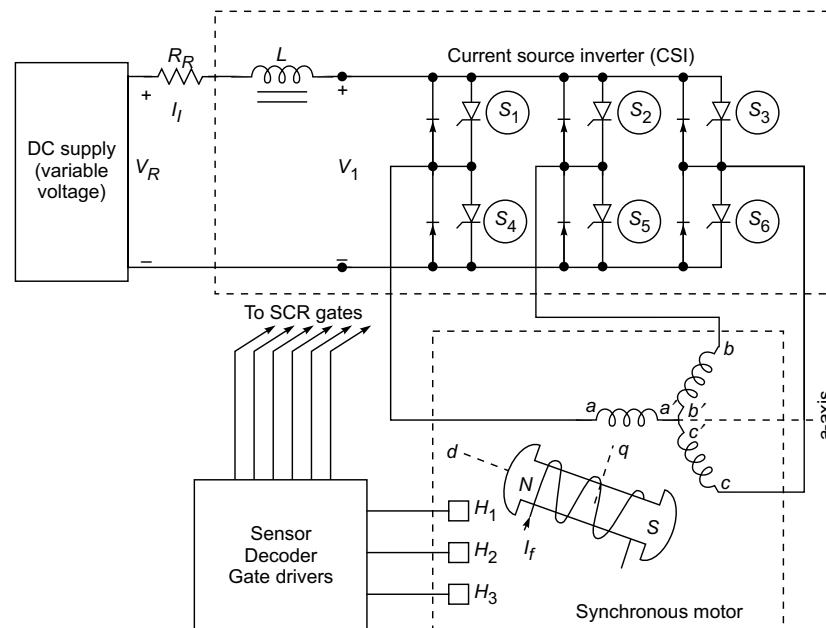 Current source inverter (CSI)
R_R
L
+
I_I
+
DC supply
(variable
voltage)
V_R
V_1
–
–
S_1
S_2
S_3
S_4
S_5
S_6
To SCR gates
a
a′
b
b′
c′
c
a-axis
d
q
N
S
I_f
Sensor
Decoder
Gate drivers
H_1
H_2
H_3
Synchronous motor